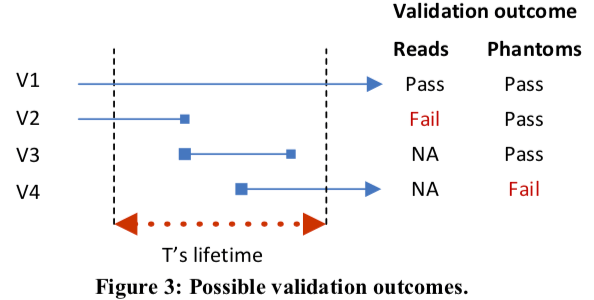 Validation outcome
Reads Phantoms
V1 Pass Pass
V2 Fail Pass
V3 NA Pass
V4 NA Fail
T's lifetime
Figure 3: Possible validation outcomes.